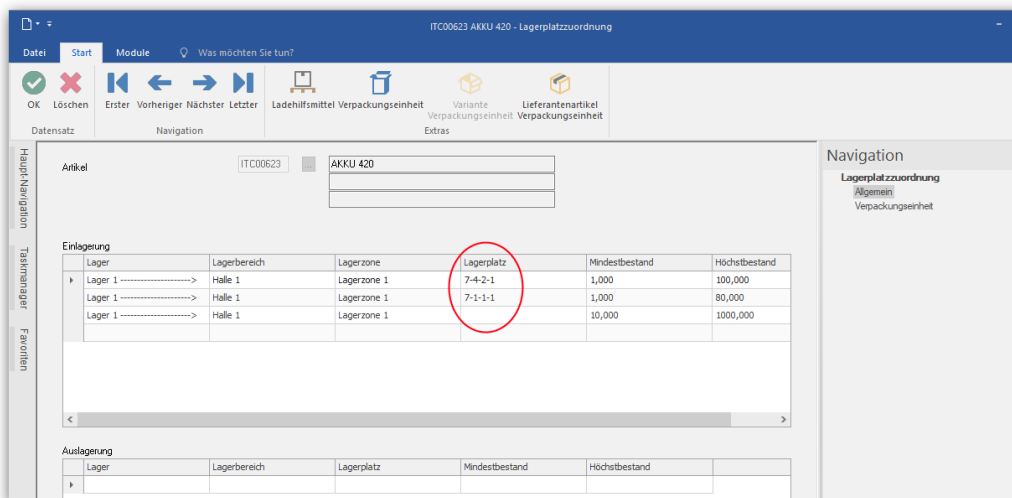 ITC00623 AKKU 420 - Lagerplatzzuordnung
Datei Start Module Was möchten Sie tun?
OK Löschen Erster Vorheriger Nächster Letzter Ladehilfsmittel Verpackungseinheit Variante Verpackungseinheit Lieferantenartikel Verpackungseinheit
Datensatz Navigation Extras
Haupt-Navigation
Taskmanager
Favoriten
Artikel ITC00623 ... AKKU 420
Einlagerung
Lager Lagerbereich Lagerzone Lagerplatz Mindestbestand Höchstbestand
Lager 1 ---------------------> Halle 1 Lagerzone 1 7-4-2-1 1,000 100,000
Lager 1 ---------------------> Halle 1 Lagerzone 1 7-1-1-1 1,000 80,000
Lager 1 ---------------------> Halle 1 Lagerzone 1 10,000 1000,000
Auslagerung
Lager Lagerbereich Lagerplatz Mindestbestand Höchstbestand
Navigation
Lagerplatzzuordnung
Allgemein
Verpackungseinheit